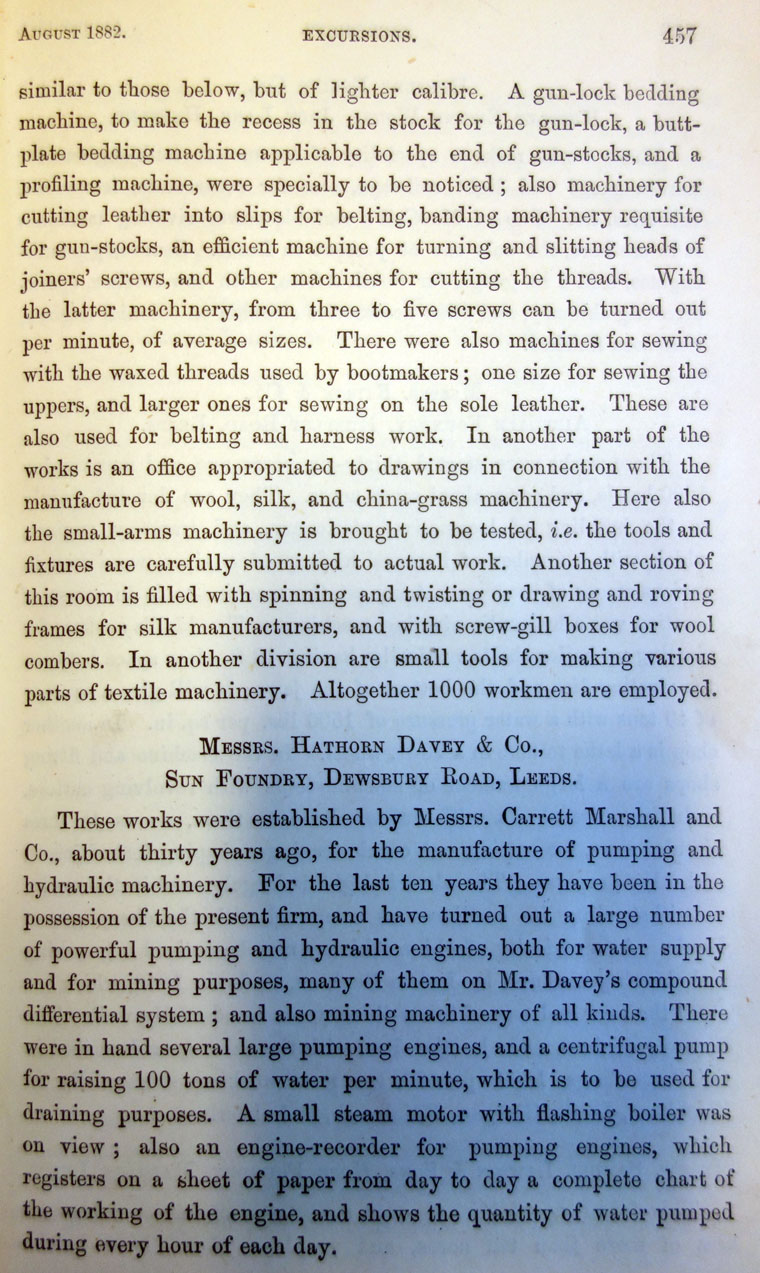 August 1882. EXCURSIONS. 457
similar to those below, but of lighter calibre. A gun-lock bedding
machine, to make the recess in the stock for the gun-lock, a butt-
plate bedding machine applicable to the end of gun-stocks, and a
profiling machine, were specially to be noticed ; also machinery for
cutting leather into slips for belting, banding machinery requisite
for gun-stocks, an efficient machine for turning and slitting heads of
joiners' screws, and other machines for cutting the threads. With
the latter machinery, from three to five screws can be turned out
per minute, of average sizes. There were also machines for sewing
with the waxed threads used by bootmakers ; one size for sewing the
uppers, and larger ones for sewing on the sole leather. These are
also used for belting and harness work. In another part of the
works is an office appropriated to drawings in connection with the
manufacture of wool, silk, and china-grass machinery. Here also
the small-arms machinery is brought to be tested, i.e. the tools and
fixtures are carefully submitted to actual work. Another section of
this room is filled with spinning and twisting or drawing and roving
frames for silk manufacturers, and with screw-gill boxes for wool
combers. In another division are small tools for making various
parts of textile machinery. Altogether 1000 workmen are employed.
Messrs. Hathorn Davey & Co.,
Sun Foundry, Dewsbury Road, Leeds.
These works were established by Messrs. Carrett Marshall and
Co., about thirty years ago, for the manufacture of pumping and
hydraulic machinery. For the last ten years they have been in the
possession of the present firm, and have turned out a large number
of powerful pumping and hydraulic engines, both for water supply
and for mining purposes, many of them on Mr. Davey's compound
differential system ; and also mining machinery of all kinds. There
were in hand several large pumping engines, and a centrifugal pump
for raising 100 tons of water per minute, which is to be used for
draining purposes. A small steam motor with flashing boiler was
on view ; also an engine-recorder for pumping engines, which
registers on a sheet of paper from day to day a complete chart of
the working of the engine, and shows the quantity of water pumped
during every hour of each day.